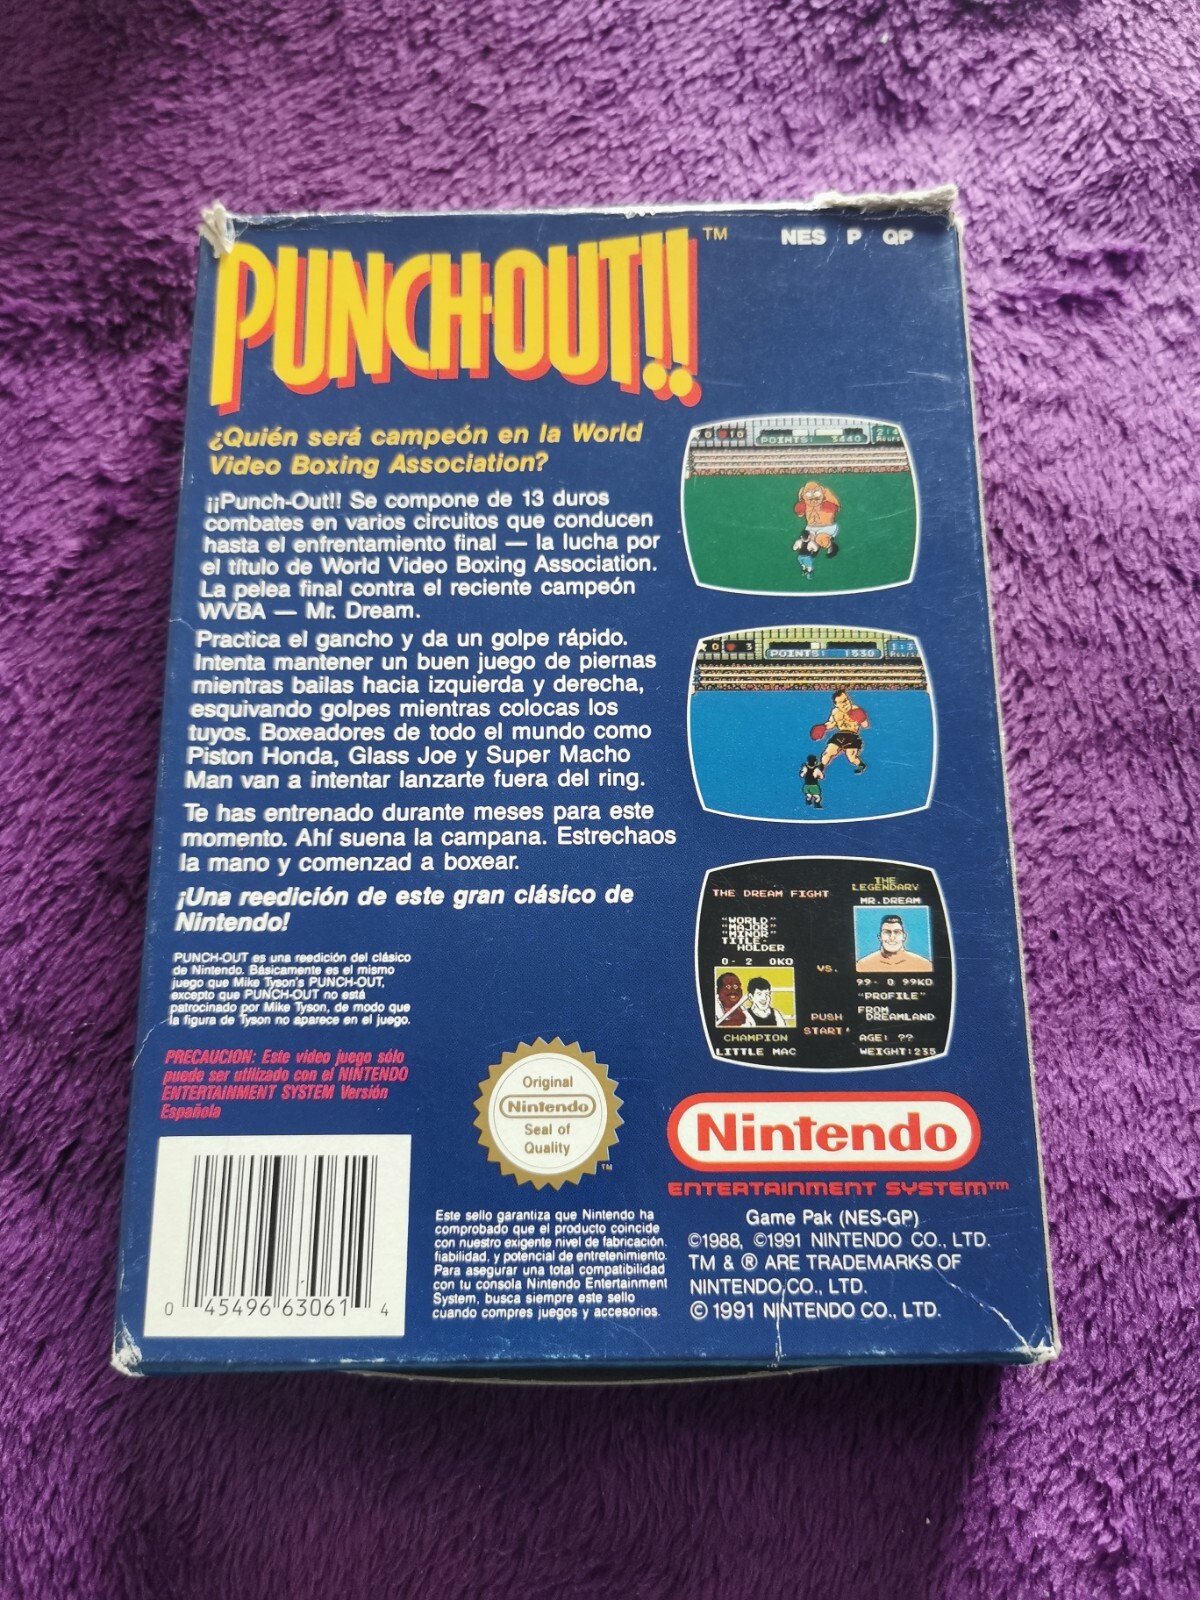 PUNCH-OUT!!™
NES P QP
¿Quién será campeón en la World
Video Boxing Association?
¡¡Punch-Out!! Se compone de 13 duros
combates en varios circuitos que conducen
hasta el enfrentamiento final — la lucha por
el título de World Video Boxing Association.
La pelea final contra el reciente campeón
WVBA — Mr. Dream.
Practica el gancho y da un golpe rápido.
Intenta mantener un buen juego de piernas
mientras bailas hacia izquierda y derecha,
esquivando golpes mientras colocas los
tuyos. Boxeadores de todo el mundo como
Piston Honda, Glass Joe y Super Macho
Man van a intentar lanzarte fuera del ring.
Te has entrenado durante meses para este
momento. Ahí suena la campana. Estrechaos
la mano y comenzad a boxear.
¡Una reedición de este gran clásico de
Nintendo!
PUNCH-OUT es una reedición del clásico
de Nintendo. Básicamente es el mismo
juego que Mike Tyson's PUNCH-OUT,
excepto que PUNCH-OUT no está
patrocinado por Mike Tyson, de modo que
la figura de Tyson no aparece en el juego.
PRECAUCION: Este video juego sólo
puede ser utilizado con el NINTENDO
ENTERTAINMENT SYSTEM Versión
Española
0 45496 63061 4
Original
Nintendo
Seal of
Quality
TM
Este sello garantiza que Nintendo ha
comprobado que el producto coincide
con nuestro exigente nivel de fabricación.
fiabilidad, y potencial de entretenimiento.
Para asegurar una total compatibilidad
con tu consola Nintendo Entertainment
System, busca siempre este sello
cuando compres juegos y accesorios.
POINTS: 3440
POINTS: 1530
THE DREAM FIGHT
THE
LEGENDARY
MR.DREAM
"WORLD"
"MAJOR"
"MINOR"
TITLE-
HOLDER
0- 2 0KO
VS.
99- 0 99KO
"PROFILE"
FROM
DREAMLAND
PUSH
START!
CHAMPION
LITTLE MAC
AGE: ??
WEIGHT:235
Nintendo
ENTERTAINMENT SYSTEM™
Game Pak (NES-GP)
©1988, ©1991 NINTENDO CO., LTD.
TM & ® ARE TRADEMARKS OF
NINTENDO CO., LTD.
© 1991 NINTENDO CO., LTD.